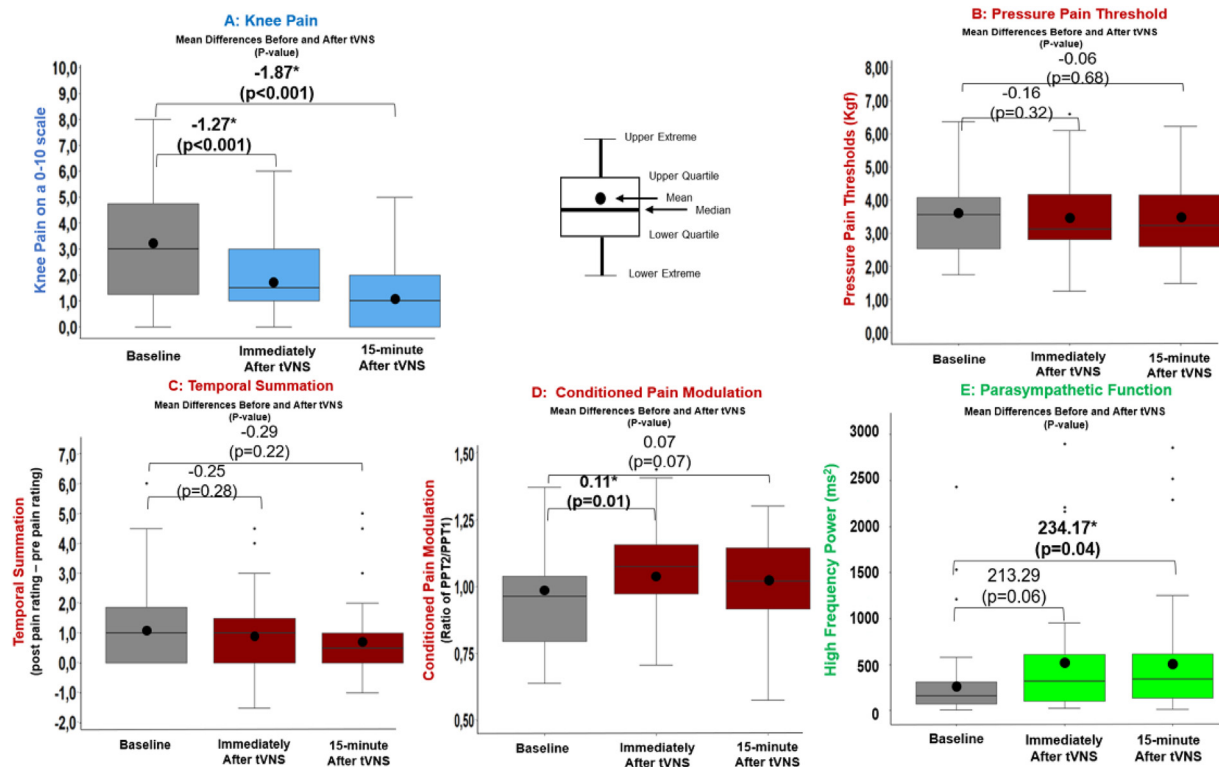 A: Knee Pain
Mean Differences Before and After tVNS
(P-value)
-1.87*
(p<0.001)
-1.27*
(p<0.001)
Knee Pain on a 0-10 scale
10,0
9,0
8,0
7,0
6,0
5,0
4,0
3,0
2,0
1,0
0,0
Baseline
Immediately
After tVNS
15-minute
After tVNS
Upper Extreme
Upper Quartile
Mean
Median
Lower Quartile
Lower Extreme
B: Pressure Pain Threshold
Mean Differences Before and After tVNS
(P-value)
-0.06
(p=0.68)
-0.16
(p=0.32)
Pressure Pain Thresholds (Kgf)
8,00
7,00
6,00
5,00
4,00
3,00
2,00
1,00
0,00
Baseline
Immediately
After tVNS
15-minute
After tVNS
C: Temporal Summation
Mean Differences Before and After tVNS
(P-value)
-0.29
(p=0.22)
-0.25
(p=0.28)
Temporal Summation
(post pain rating – pre pain rating)
7,0
6,0
5,0
4,0
3,0
2,0
1,0
0,0
-1,0
-2,0
Baseline
Immediately
After tVNS
15-minute
After tVNS
D: Conditioned Pain Modulation
Mean Differences Before and After tVNS
(P-value)
0.07
(p=0.07)
0.11*
(p=0.01)
Conditioned Pain Modulation
(Ratio of PPT2/PPT1)
1,50
1,25
1,00
0,75
0,50
Baseline
Immediately
After tVNS
15-minute
After tVNS
E: Parasympathetic Function
Mean Differences Before and After tVNS
(P-value)
234.17*
(p=0.04)
213.29
(p=0.06)
High Frequency Power (ms²)
3000
2500
2000
1500
1000
500
0
Baseline
Immediately
After tVNS
15-minute
After tVNS